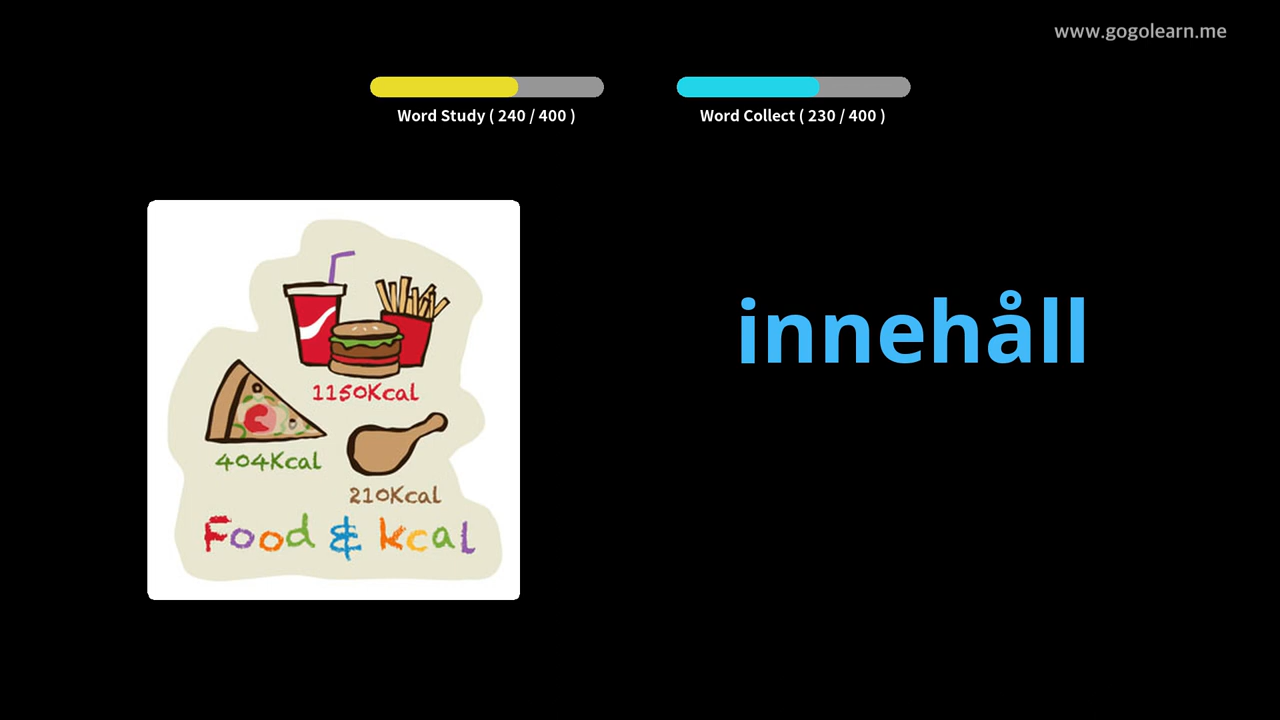 www.gogolearn.me
Word Study ( 240 / 400 )
Word Collect ( 230 / 400 )
1150Kcal
404Kcal
210Kcal
Food & kcal
innehåll